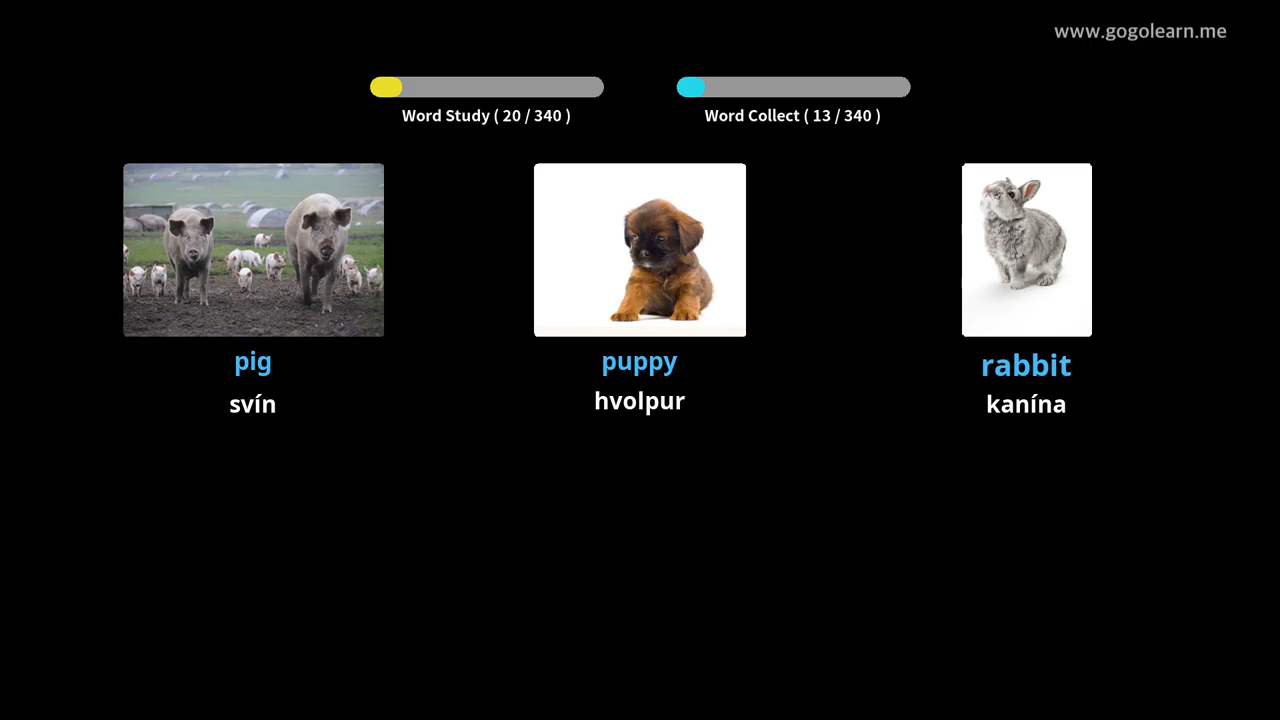 www.gogolearn.me
Word Study ( 20 / 340 )
Word Collect ( 13 / 340 )
pig
svín
puppy
hvolpur
rabbit
kanína